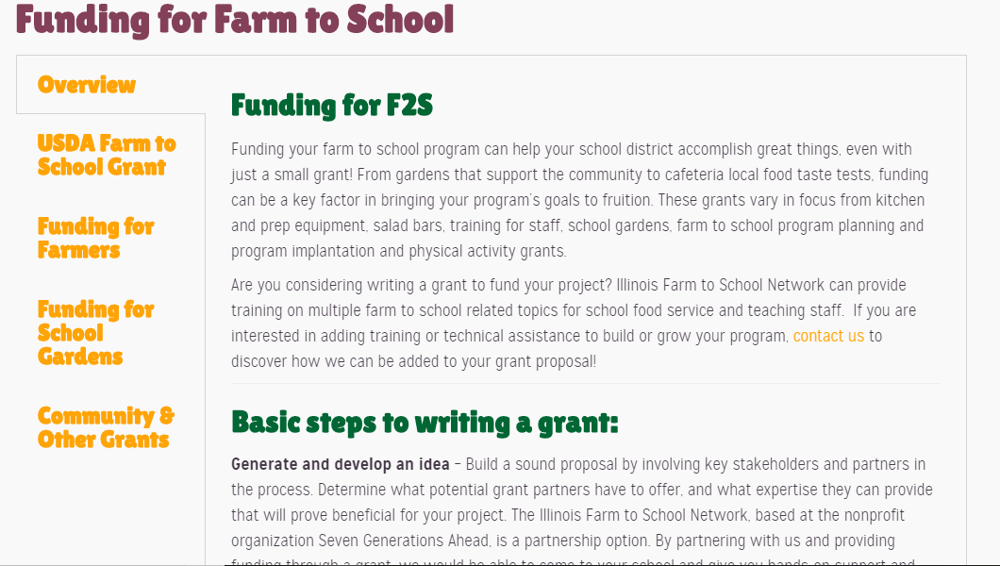 Funding for Farm to School
Overview
USDA Farm to
School Grant
Funding for
Farmers
Funding for
School
Gardens
Community &
Other Grants
Funding for F2S
Funding your farm to school program can help your school district accomplish great things, even with
just a small grant! From gardens that support the community to cafeteria local food taste tests, funding
can be a key factor in bringing your program's goals to fruition. These grants vary in focus from kitchen
and prep equipment, salad bars, training for staff, school gardens, farm to school program planning and
program implantation and physical activity grants.
Are you considering writing a grant to fund your project? Illinois Farm to School Network can provide
training on multiple farm to school related topics for school food service and teaching staff.  If you are
interested in adding training or technical assistance to build or grow your program, contact us to
discover how we can be added to your grant proposal!
Basic steps to writing a grant:
Generate and develop an idea – Build a sound proposal by involving key stakeholders and partners in
the process. Determine what potential grant partners have to offer, and what expertise they can provide
that will prove beneficial for your project. The Illinois Farm to School Network, based at the nonprofit
organization Seven Generations Ahead, is a partnership option. By partnering with us and providing
funding through a grant, we would be able to come to your school and give you hands-on support and